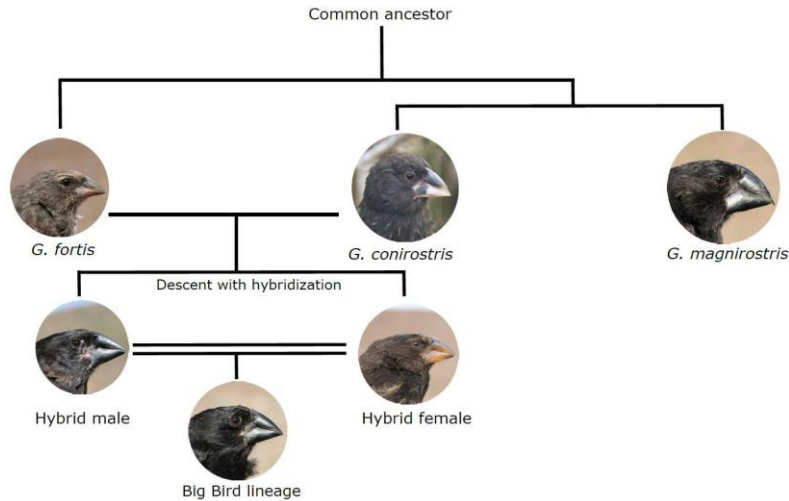 Common ancestor
G. fortis
G. conirostris
G. magnirostris
Descent with hybridization
Hybrid male
Hybrid female
Big Bird lineage